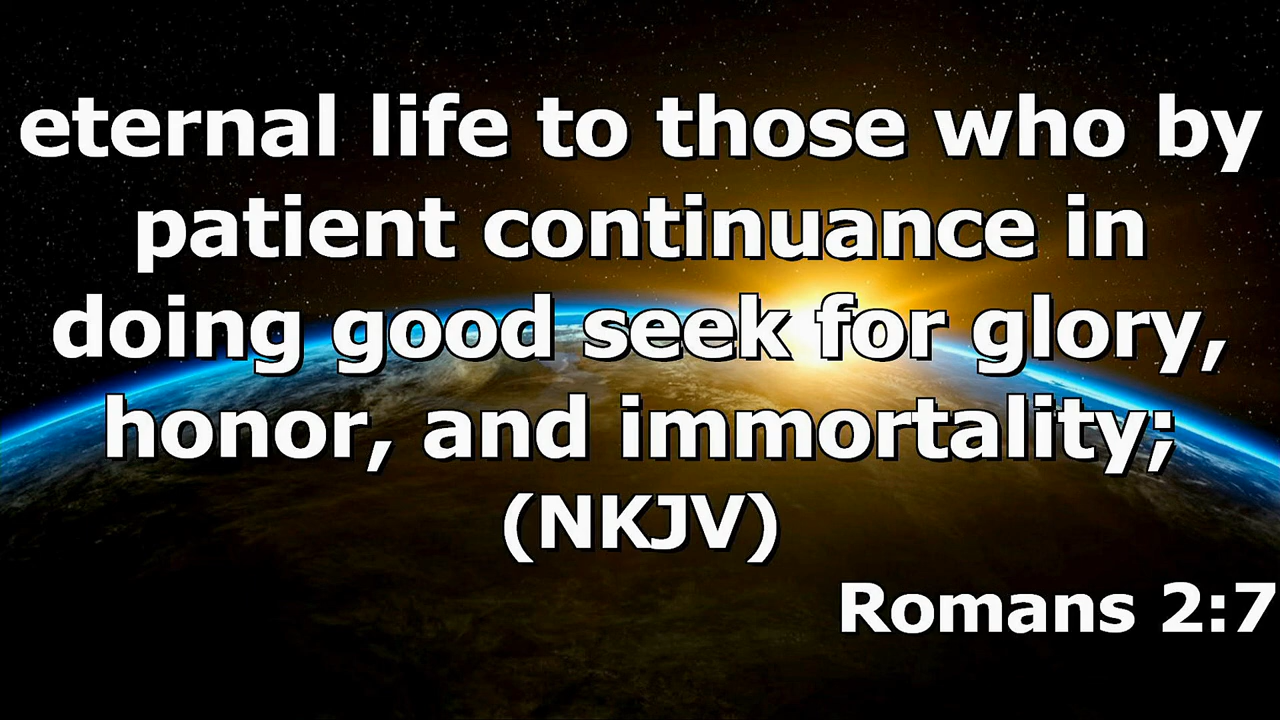 eternal life to those who by
patient continuance in
doing good seek for glory,
honor, and immortality;
(NKJV)
Romans 2:7